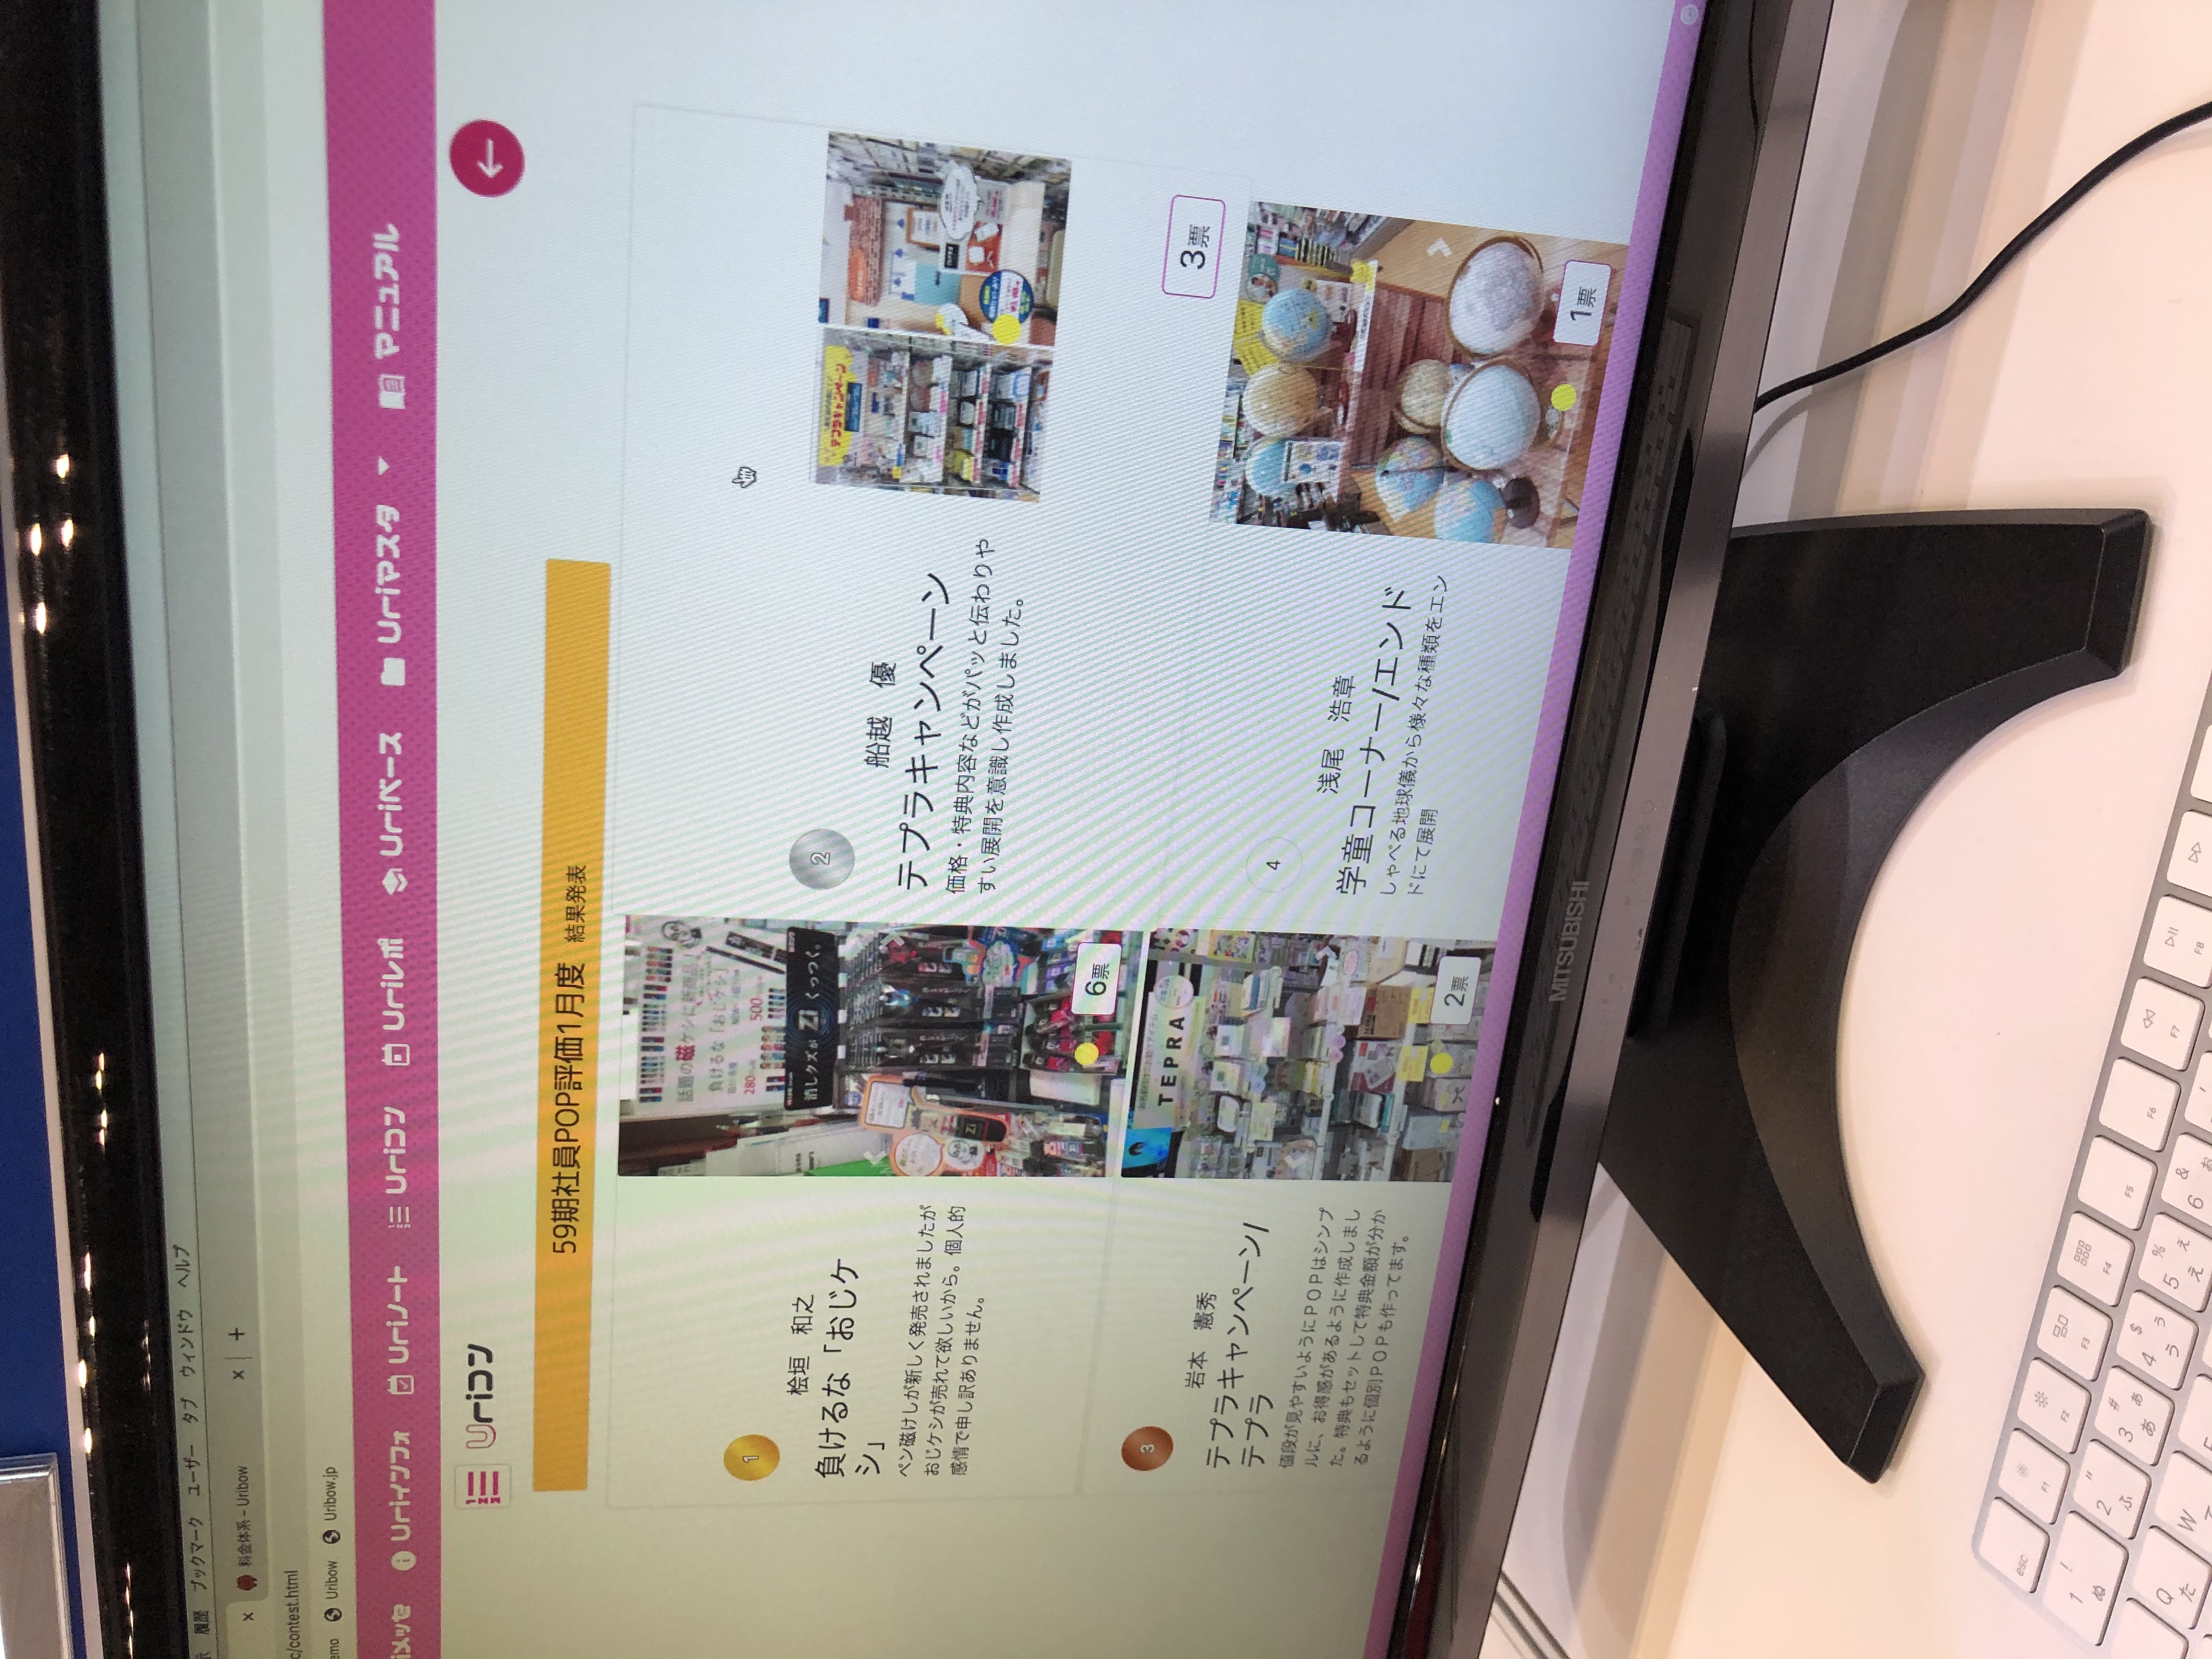 履歴 ブックマーク ユーザー タブ ウィンドウ ヘルプ
料金体系 – Uribow
c/contest.html
emo Uribow Uribow.jp
iメッセ Uriインフォ Uriノート Uriコン Uriレポ Uriベース Uriマスタ マニュアル
Uriコン
59期社員POP評価1月度 結果発表
1
桧垣 和之
負けるな「おじケ
シ」
ペン磁けしが新しく発売されましたが
おじケシが売れて欲しいから。個人的
感情で申し訳ありません。
話題の磁ケシに新商品!
負けるな「おじケシ」
280
500
消しクズが Zi くっつく。
Zi
6票
2
船越 優
テプラキャンペーン
価格・特典内容などがパッと伝わりや
すい展開を意識し作成しました。
テプラキャンペーン
3票
3
岩本 憲秀
テプラキャンペーン/
テプラ
値段が見やすいようにＰＯＰはシンプ
ルに、お得感があるように作成しまし
た。特典もセットして特典金額が分か
るように個別ＰＯＰも作ってます。
TEPRA
2票
4
浅尾 浩章
学童コーナー/エンド
しゃべる地球儀から様々な種類をエン
ドにて展開
1票
MITSUBISHI
esc F1 F2 F3 F4 F5 F6 F7 F8
! " # ぁ $ ぅ % ぇ &
1 ぬ 2 ふ 3 あ 4 う 5 え 6 お
Q た W